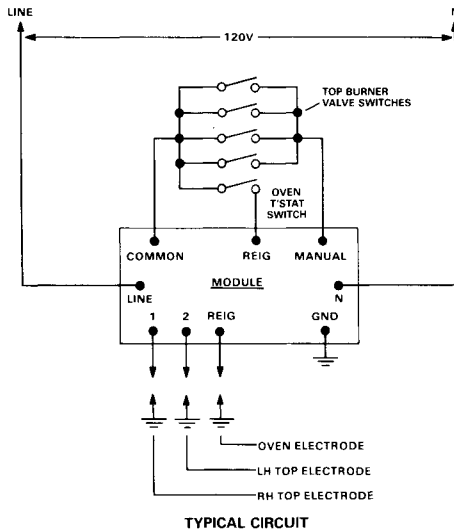 LINE
N
120V
TOP BURNER
VALVE SWITCHES
OVEN
T'STAT
SWITCH
COMMON
REIG
MANUAL
MODULE
LINE
N
1
2
REIG
GND
OVEN ELECTRODE
LH TOP ELECTRODE
RH TOP ELECTRODE
TYPICAL CIRCUIT